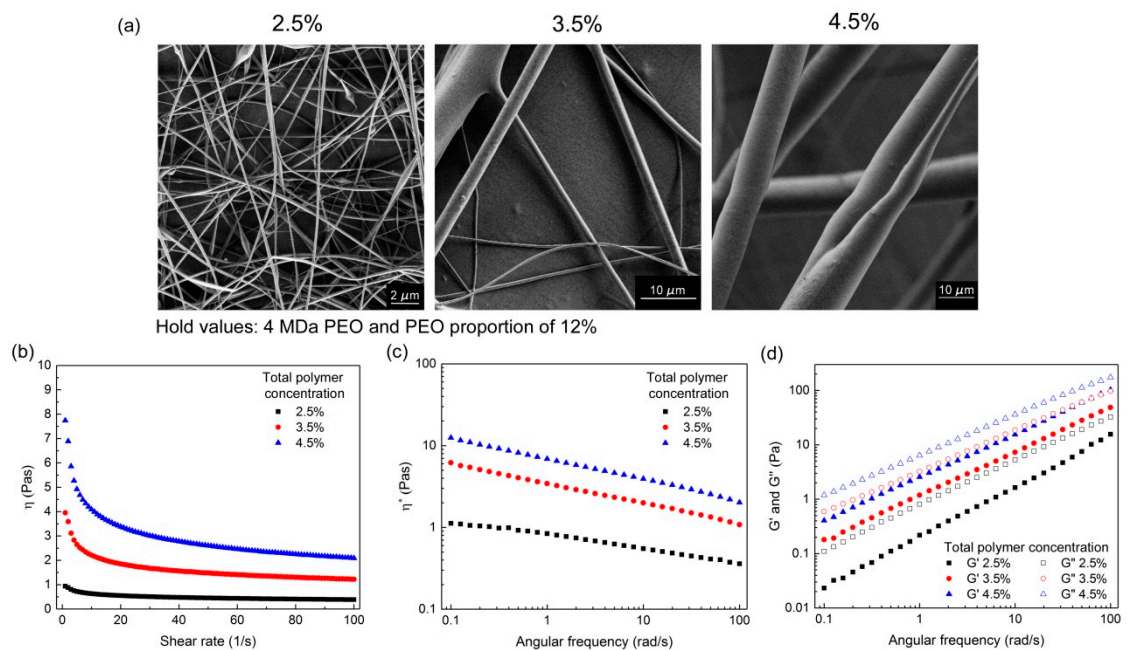 (a)
2.5%
3.5%
4.5%
2 µm
10 µm
10 µm
Hold values: 4 MDa PEO and PEO proportion of 12%
(b)
10
9
8
7
6
5
4
3
2
1
0
η (Pas)
0
20
40
60
80
100
Shear rate (1/s)
Total polymer
concentration
2.5%
3.5%
4.5%
(c)
100
10
1
0.1
η* (Pas)
0.1
1
10
100
Angular frequency (rad/s)
Total polymer
concentration
2.5%
3.5%
4.5%
(d)
100
10
1
0.1
0.01
G' and G" (Pa)
0.1
1
10
100
Angular frequency (rad/s)
Total polymer concentration
G' 2.5% G" 2.5%
G' 3.5% G" 3.5%
G' 4.5% G" 4.5%